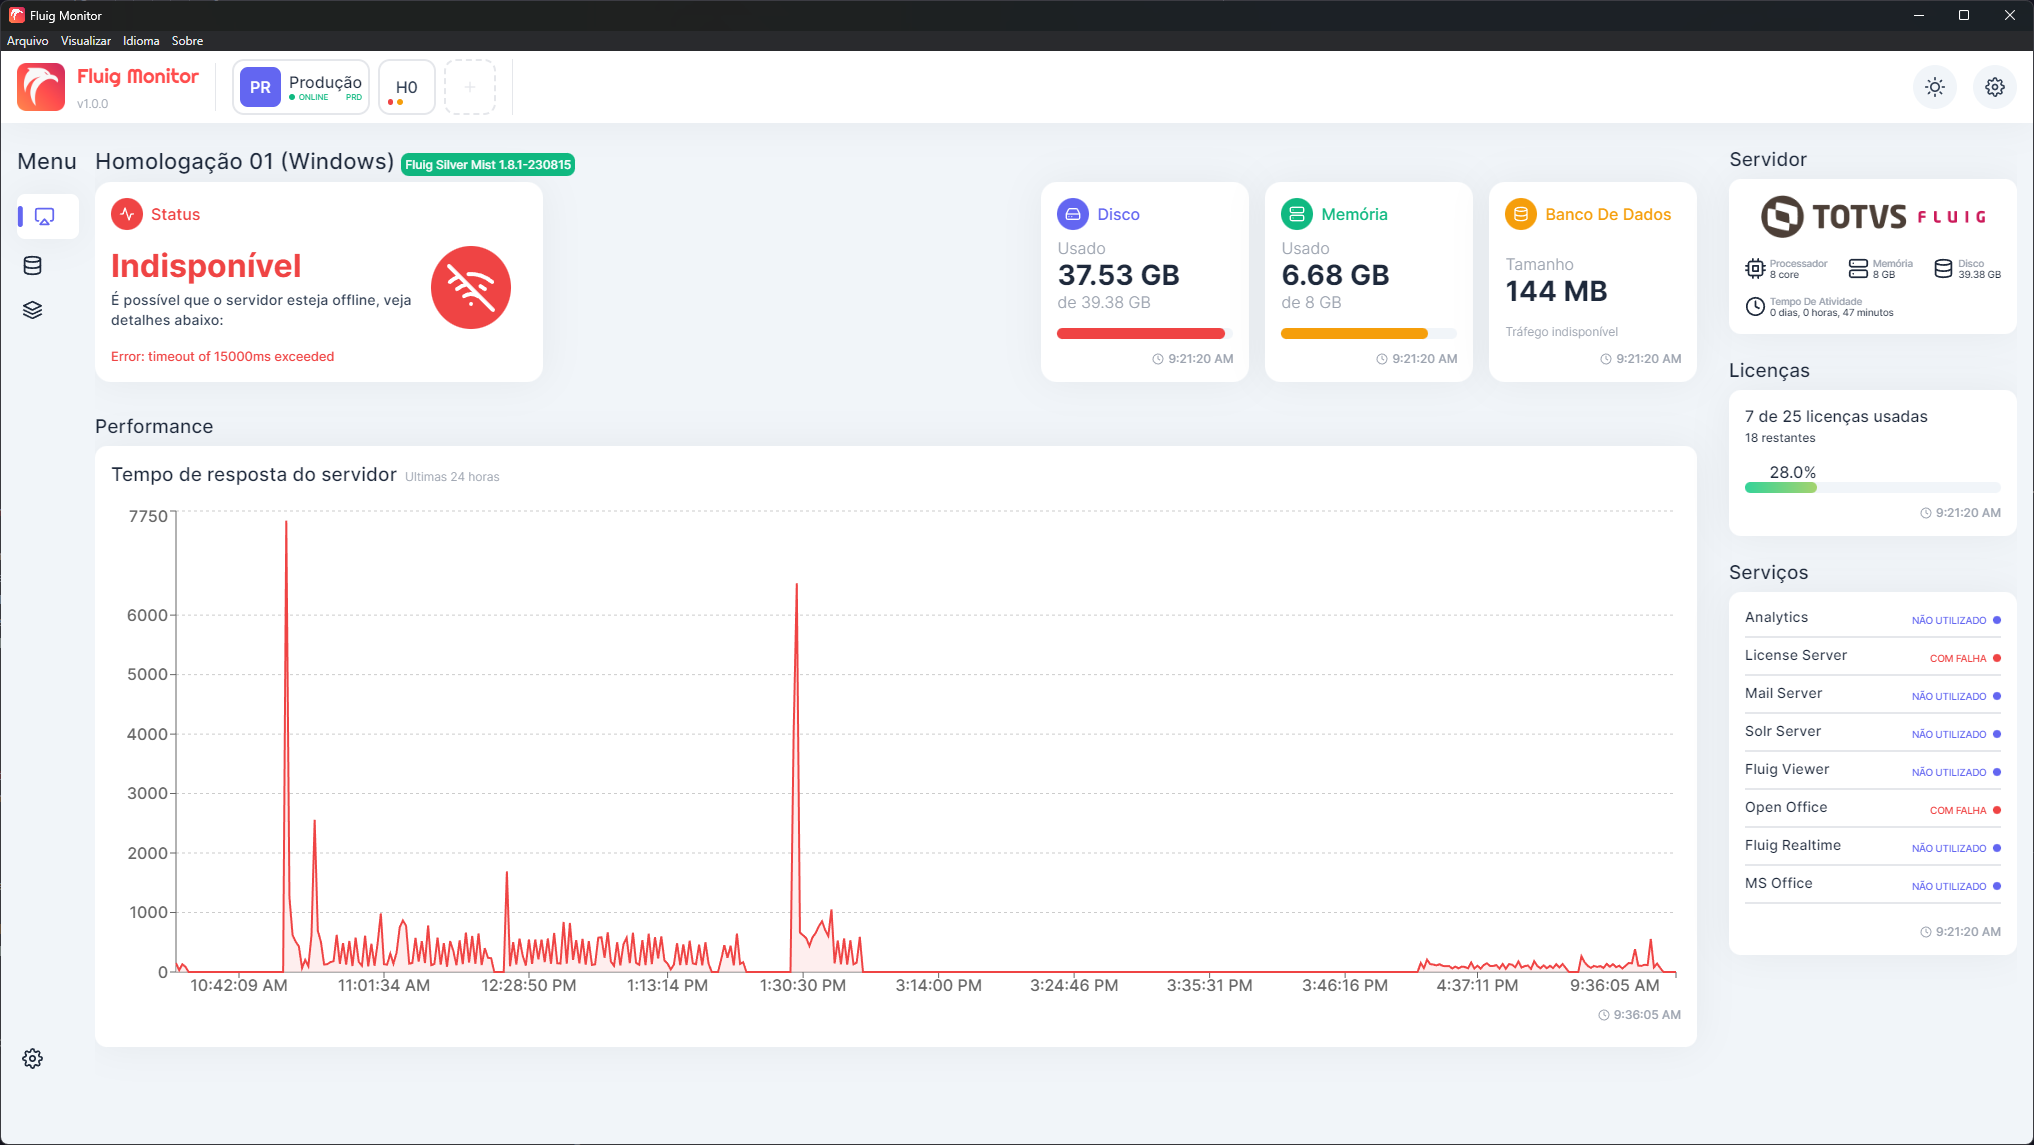 Fluig Monitor
Arquivo Visualizar Idioma Sobre
Fluig Monitor
v1.0.0
PR
Produção
ONLINE PRD
H0
+
Menu
Homologação 01 (Windows)
Fluig Silver Mist 1.8.1-230815
Status
Indisponível
É possível que o servidor esteja offline, veja
detalhes abaixo:
Error: timeout of 15000ms exceeded
Disco
Usado
37.53 GB
de 39.38 GB
9:21:20 AM
Memória
Usado
6.68 GB
de 8 GB
9:21:20 AM
Banco De Dados
Tamanho
144 MB
Tráfego indisponível
9:21:20 AM
Performance
Tempo de resposta do servidor Ultimas 24 horas
7750
6000
5000
4000
3000
2000
1000
0
10:42:09 AM 11:01:34 AM 12:28:50 PM 1:13:14 PM 1:30:30 PM 3:14:00 PM 3:24:46 PM 3:35:31 PM 3:46:16 PM 4:37:11 PM 9:36:05 AM
9:36:05 AM
Servidor
TOTVS FLUIG
Processador
8 core
Memória
8 GB
Disco
39.38 GB
Tempo De Atividade
0 dias, 0 horas, 47 minutos
Licenças
7 de 25 licenças usadas
18 restantes
28.0%
9:21:20 AM
Serviços
Analytics NÃO UTILIZADO
License Server COM FALHA
Mail Server NÃO UTILIZADO
Solr Server NÃO UTILIZADO
Fluig Viewer NÃO UTILIZADO
Open Office COM FALHA
Fluig Realtime NÃO UTILIZADO
MS Office NÃO UTILIZADO
9:21:20 AM